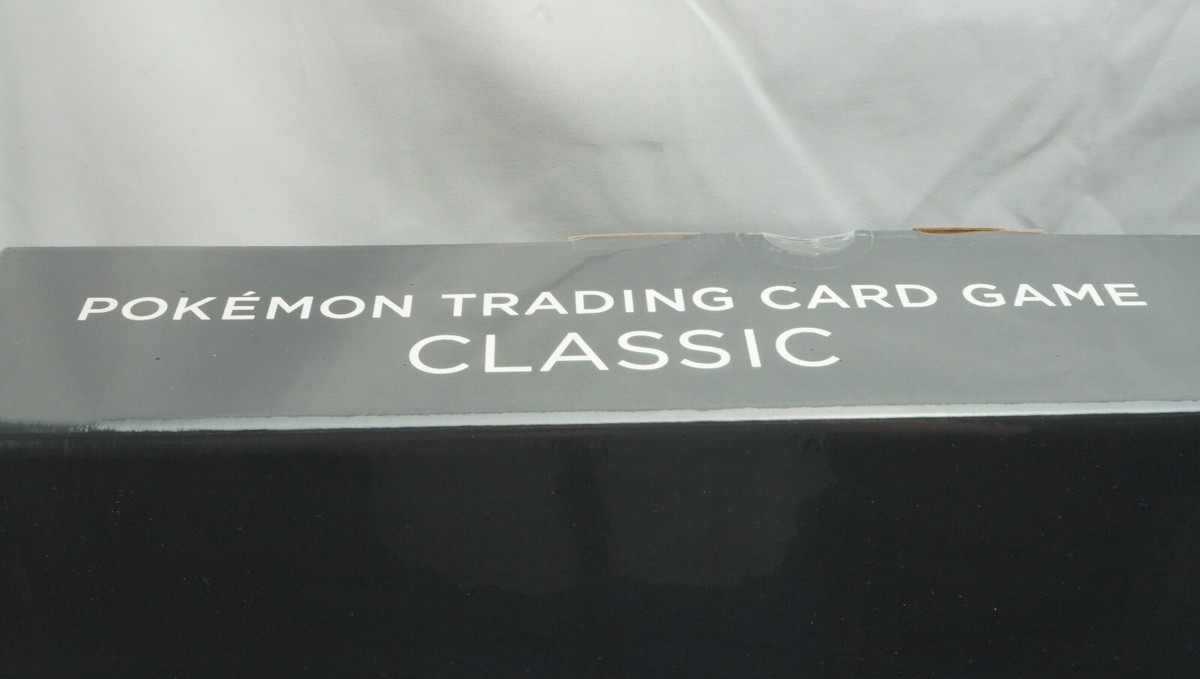 POKÉMON TRADING CARD GAME
CLASSIC